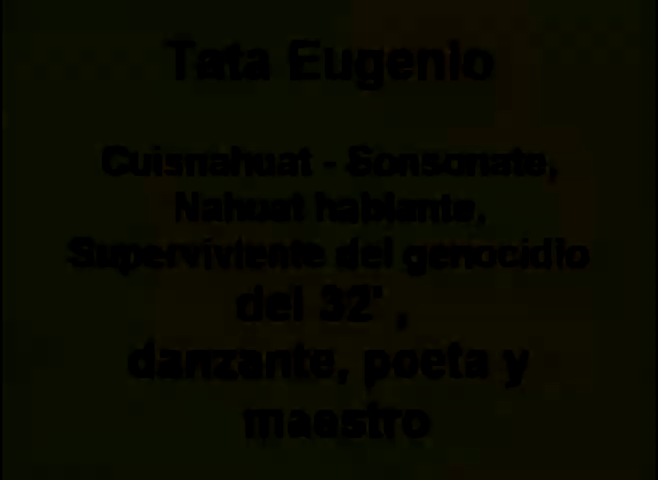 Tata Eugenio
Cuisnahuat - Sonsonate,
Nahuat hablante,
Superviviente del genocidio
del 32' ,
danzante, poeta y
maestro